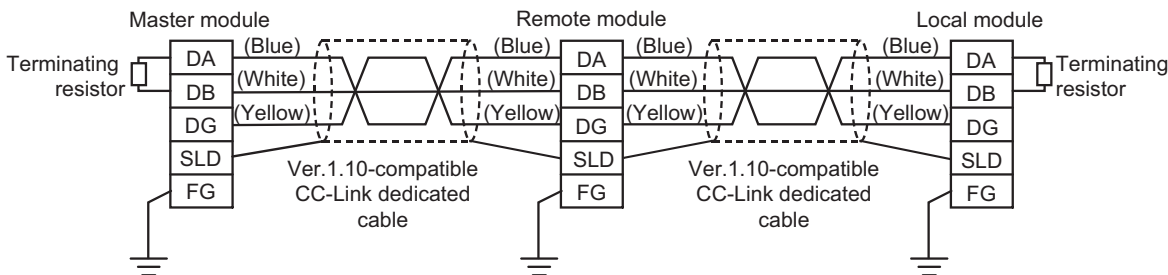 Master module
Remote module
Local module
Terminating
resistor
DA
(Blue)
(Blue)
DA
(Blue)
(Blue)
DA
Terminating
resistor
DB
(White)
(White)
DB
(White)
(White)
DB
DG
(Yellow)
(Yellow)
DG
(Yellow)
(Yellow)
DG
SLD
SLD
SLD
FG
FG
FG
Ver.1.10-compatible
CC-Link dedicated
cable
Ver.1.10-compatible
CC-Link dedicated
cable